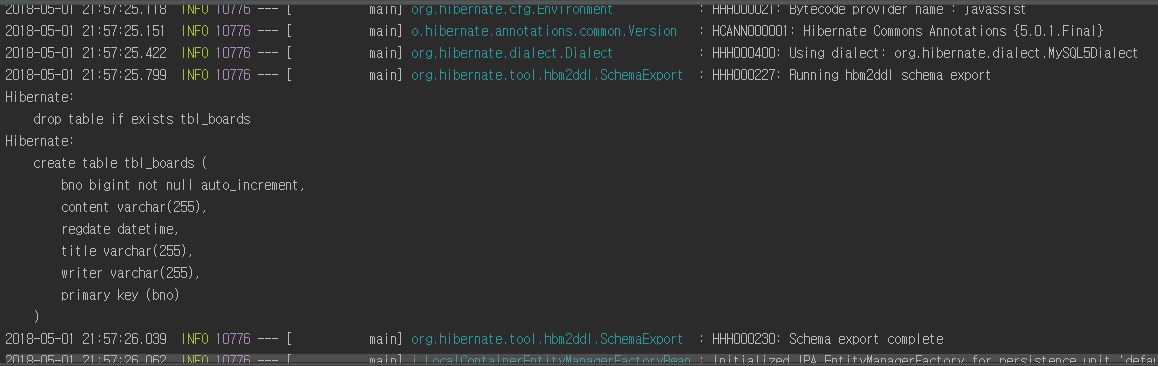 2018-05-01 21:57:25.118  INFO 10776 --- [           main] org.hibernate.cfg.Environment            : HHH000021: Bytecode provider name : javassist
2018-05-01 21:57:25.151  INFO 10776 --- [           main] o.hibernate.annotations.common.Version   : HCANN000001: Hibernate Commons Annotations {5.0.1.Final}
2018-05-01 21:57:25.422  INFO 10776 --- [           main] org.hibernate.dialect.Dialect            : HHH000400: Using dialect: org.hibernate.dialect.MySQL5Dialect
2018-05-01 21:57:25.799  INFO 10776 --- [           main] org.hibernate.tool.hbm2ddl.SchemaExport  : HHH000227: Running hbm2ddl schema export
Hibernate:
    drop table if exists tbl_boards
Hibernate:
    create table tbl_boards (
        bno bigint not null auto_increment,
        content varchar(255),
        regdate datetime,
        title varchar(255),
        writer varchar(255),
        primary key (bno)
    )
2018-05-01 21:57:26.039  INFO 10776 --- [           main] org.hibernate.tool.hbm2ddl.SchemaExport  : HHH000230: Schema export complete
2018-05-01 21:57:26.062  INFO 10776 --- [           main] j.LocalContainerEntityManagerFactoryBean : Initialized JPA EntityManagerFactory for persistence unit 'defau